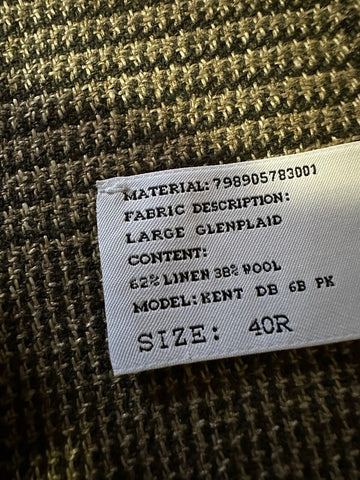 MATERIAL: 798905783001
FABRIC DESCRIPTION:
LARGE GLENPLAID
CONTENT:
62% LINEN 38% WOOL
MODEL: KENT DB 6B PK
SIZE: 40R